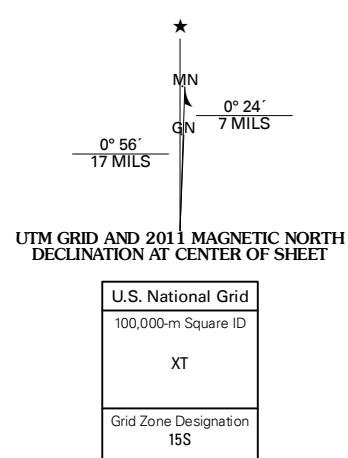 ★
MN
0° 24´
7 MILS
GN
0° 56´
17 MILS
UTM GRID AND 2011 MAGNETIC NORTH
DECLINATION AT CENTER OF SHEET
U.S. National Grid
100,000-m Square ID
XT
Grid Zone Designation
15S